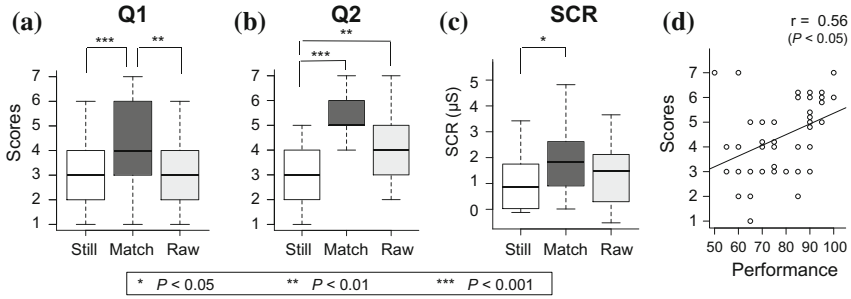 (a) Q1
*** **
Scores
7
6
5
4
3
2
1
Still Match Raw
(b) Q2
**
***
7
6
5
4
3
2
1
Still Match Raw
(c) SCR
*
SCR (μS)
5
4
3
2
1
0
Still Match Raw
(d)
r = 0.56
(P < 0.05)
Scores
7
6
5
4
3
2
1
50 60 70 80 90 100
Performance
* P < 0.05 ** P < 0.01 *** P < 0.001